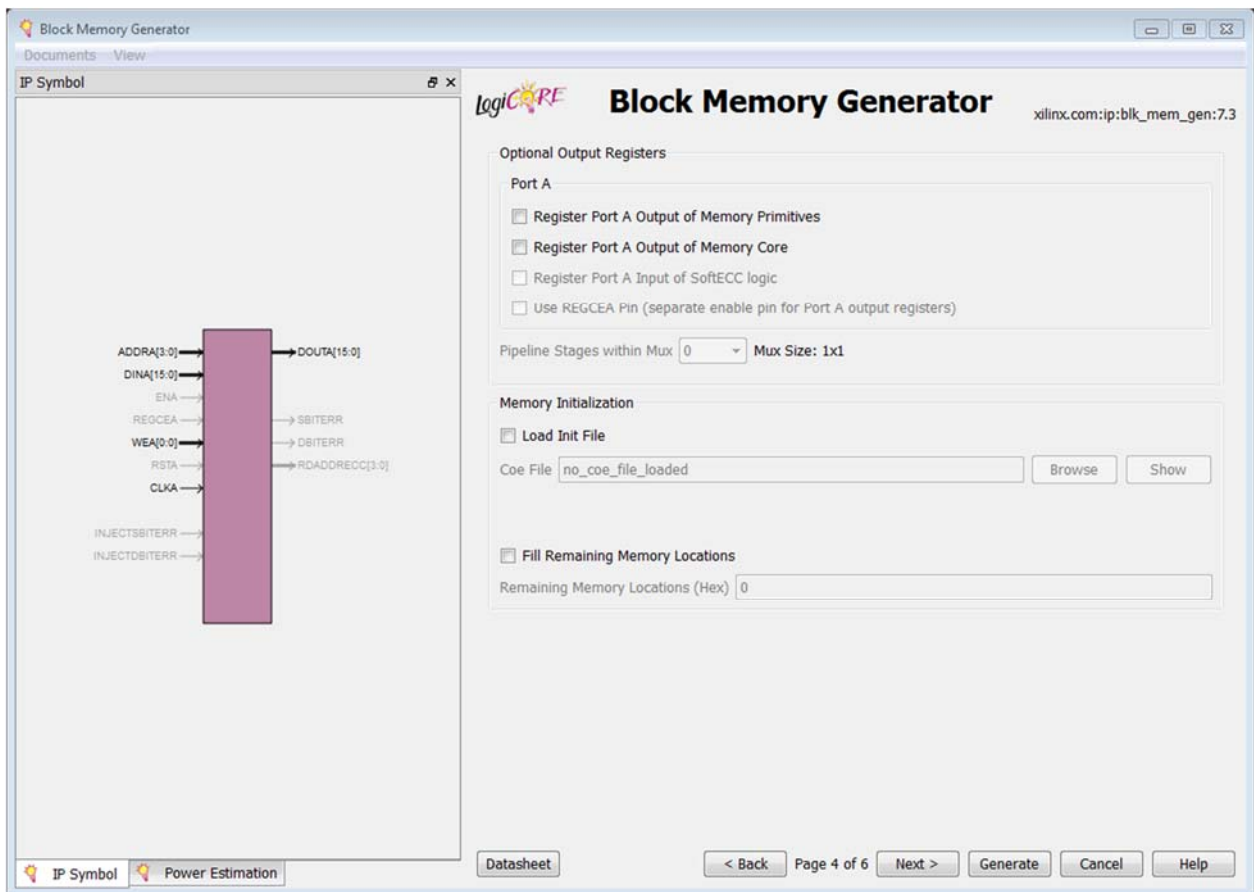 Block Memory Generator
Documents View
IP Symbol
ADDRA[3:0]
DINA[15:0]
ENA
REGCEA
WEA[0:0]
RSTA
CLKA
INJECTSBITERR
INJECTDBITERR
DOUTA[15:0]
SBITERR
DBITERR
RDADDRECC[3:0]
IP Symbol Power Estimation
LogiCORE Block Memory Generator xilinx.com:ip:blk_mem_gen:7.3
Optional Output Registers
Port A
Register Port A Output of Memory Primitives
Register Port A Output of Memory Core
Register Port A Input of SoftECC logic
Use REGCEA Pin (separate enable pin for Port A output registers)
Pipeline Stages within Mux 0 Mux Size: 1x1
Memory Initialization
Load Init File
Coe File no_coe_file_loaded Browse Show
Fill Remaining Memory Locations
Remaining Memory Locations (Hex) 0
Datasheet < Back Page 4 of 6 Next > Generate Cancel Help